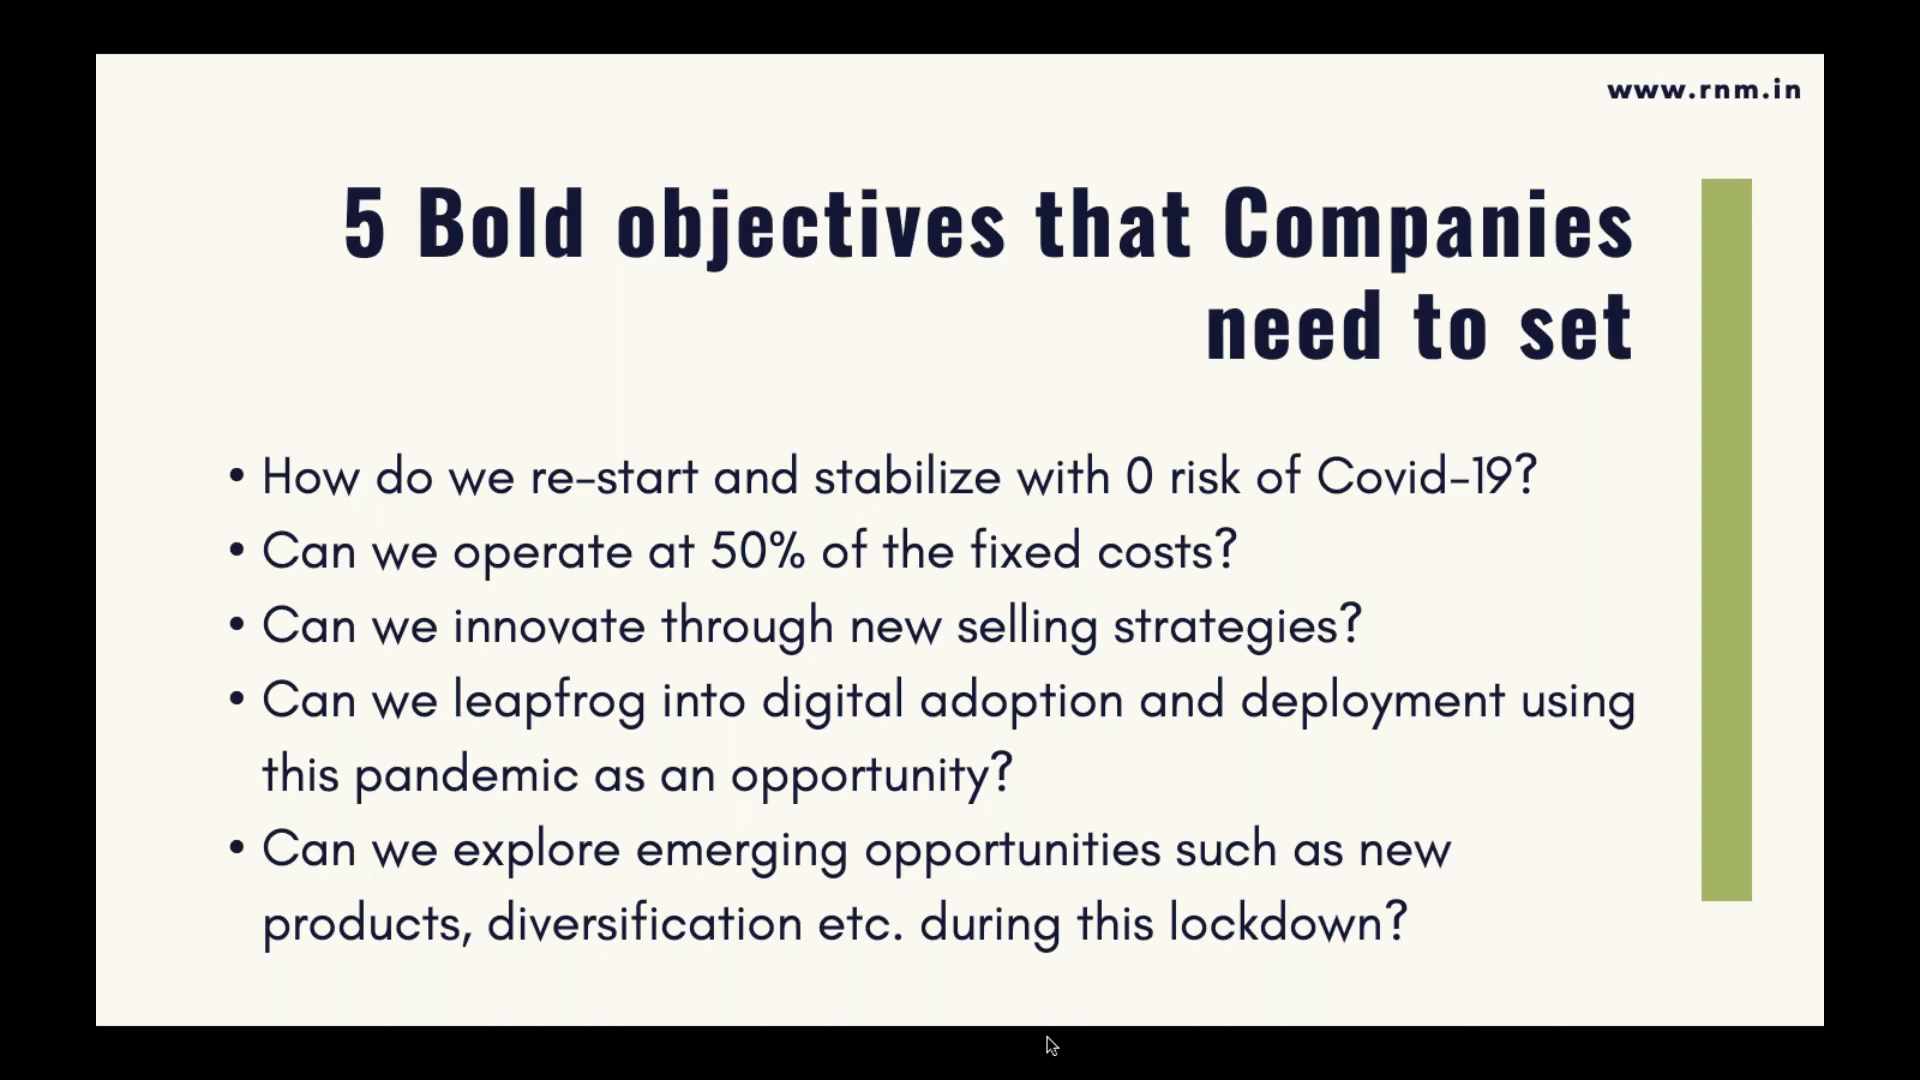 www.rnm.in
5 Bold objectives that Companies
need to set
• How do we re-start and stabilize with 0 risk of Covid-19?
• Can we operate at 50% of the fixed costs?
• Can we innovate through new selling strategies?
• Can we leapfrog into digital adoption and deployment using
this pandemic as an opportunity?
• Can we explore emerging opportunities such as new
products, diversification etc. during this lockdown?